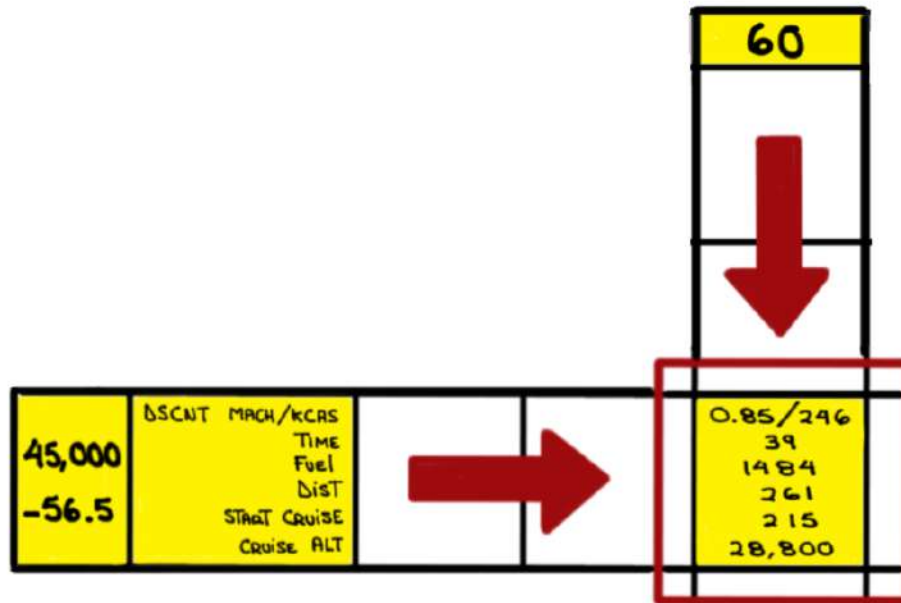 60
45,000
-56.5
DSCNT MACH/KCAS
TIME
Fuel
DIST
START CRUISE
CRUISE ALT
0.85/246
39
1484
261
215
28,800